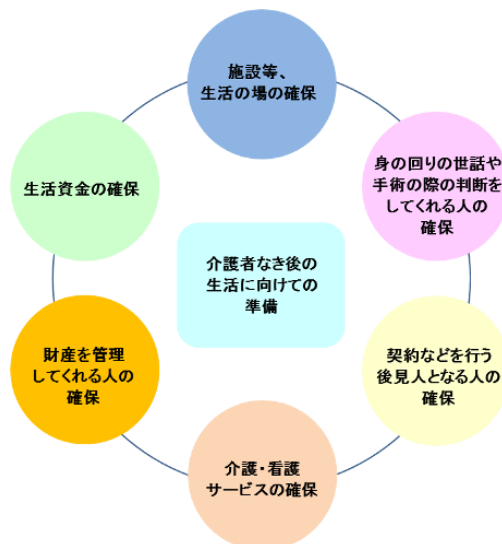 施設等、
生活の場の確保
身の回りの世話や
手術の際の判断を
してくれる人の
確保
契約などを行う
後見人となる人の
確保
介護・看護
サービスの確保
財産を管理
してくれる人の
確保
生活資金の確保
介護者なき後の
生活に向けての
準備